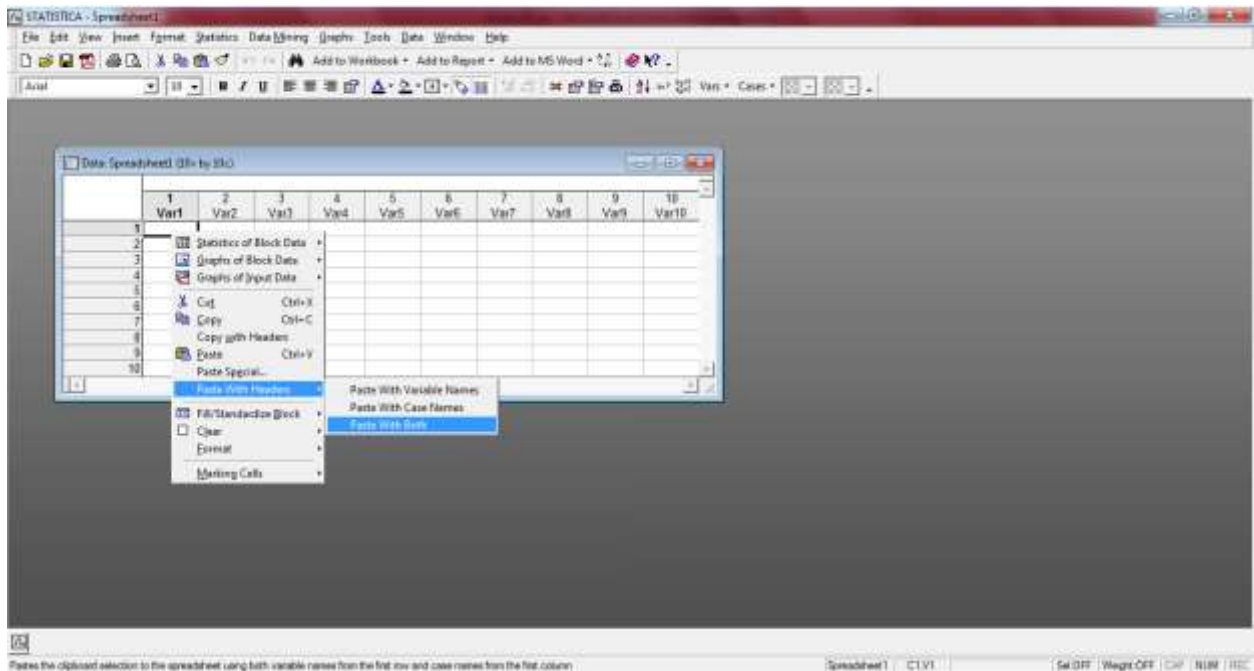 STATISTICA - Spreadsheet1
File Edit View Insert Format Statistics Data Mining Graphs Tools Data Window Help
Add to Workbook Add to Report Add to MS Word
Arial 10 B I U Vars Cases
Data: Spreadsheet1 (10v by 10c)
1 2 3 4 5 6 7 8 9 10
Var1 Var2 Var3 Var4 Var5 Var6 Var7 Var8 Var9 Var10
1
2
3
4
5
6
7
8
9
10
Statistics of Block Data
Graphs of Block Data
Graphs of Input Data
Cut Ctrl+X
Copy Ctrl+C
Copy with Headers
Paste Ctrl+V
Paste Special...
Paste With Headers
Paste With Variable Names
Paste With Case Names
Paste With Both
Fill/Standardize Block
Clear
Format
Marking Cells
Pastes the clipboard selection to the spreadsheet using both variable names from the first row and case names from the first column
Spreadsheet1 C1,V1 Sel:OFF Weight:OFF CAP NUM REC